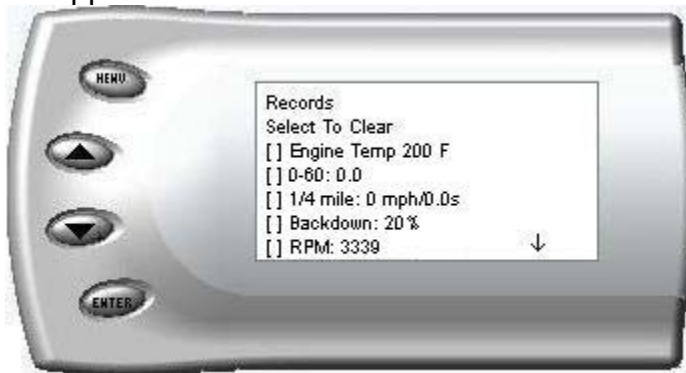 MENU
ENTER
Records
Select To Clear
[ ] Engine Temp 200 F
[ ] 0-60: 0.0
[ ] 1/4 mile: 0 mph/0.0s
[ ] Backdown: 20%
[ ] RPM: 3339 ↓